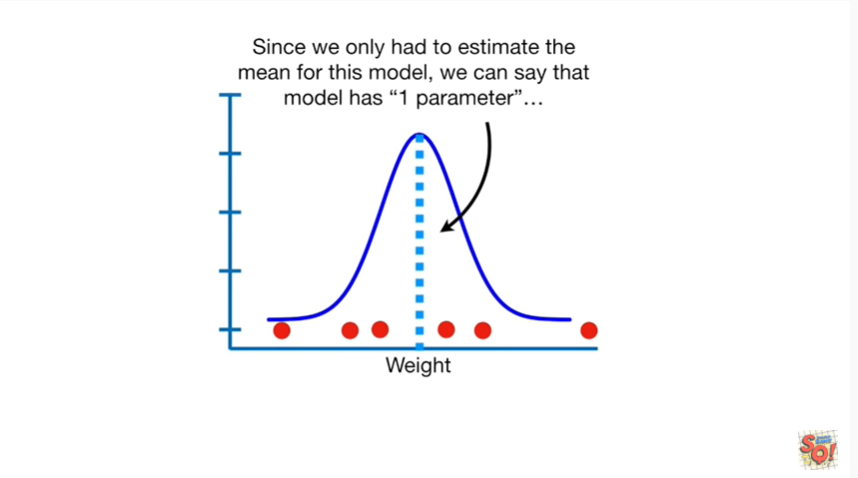 Since we only had to estimate the
mean for this model, we can say that
model has “1 parameter”…
Weight